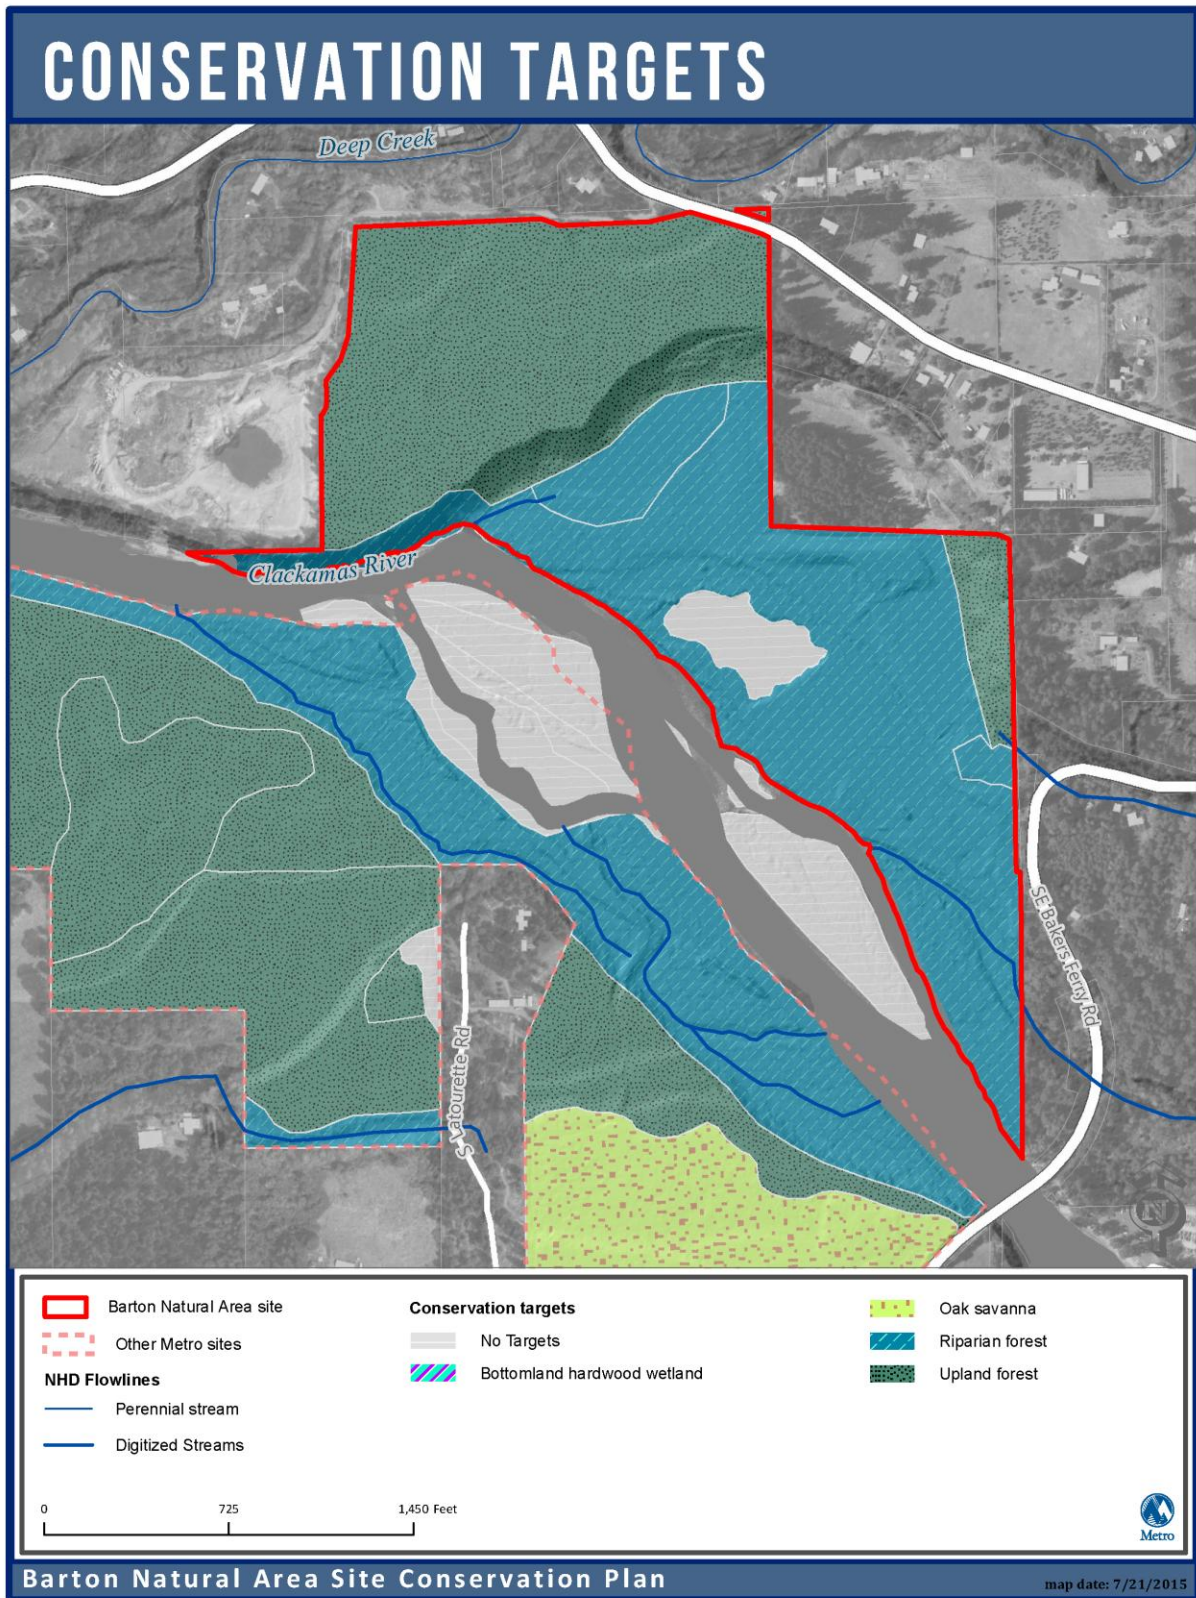 CONSERVATION TARGETS
Deep Creek
Clackamas River
SE Bakers Ferry Rd
S Latourette Rd
N
Barton Natural Area site
Other Metro sites
NHD Flowlines
Perennial stream
Digitized Streams
Conservation targets
No Targets
Bottomland hardwood wetland
Oak savanna
Riparian forest
Upland forest
0 725 1,450 Feet
Metro
Barton Natural Area Site Conservation Plan
map date: 7/21/2015